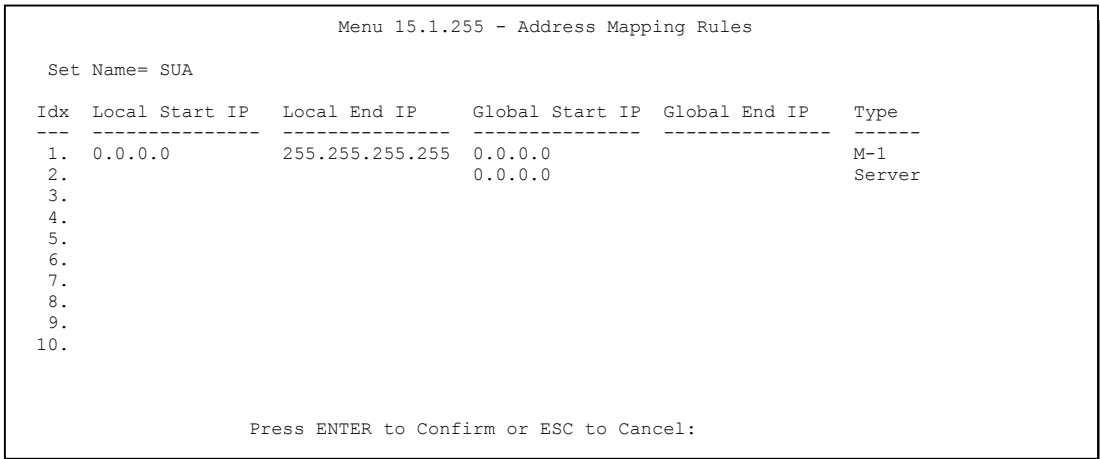 Menu 15.1.255 - Address Mapping Rules
Set Name= SUA
Idx  Local Start IP   Local End IP     Global Start IP  Global End IP    Type
---  ---------------  ---------------  ---------------  ---------------  ------
1.  0.0.0.0          255.255.255.255  0.0.0.0                           M-1
2.                                    0.0.0.0                           Server
3.
4.
5.
6.
7.
8.
9.
10.
Press ENTER to Confirm or ESC to Cancel: